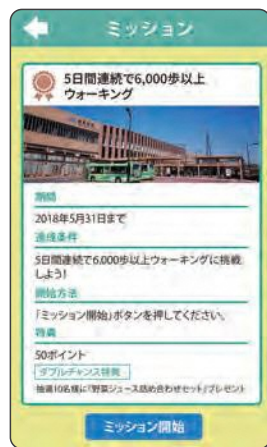 ミッション
5日間連続で6,000歩以上
ウォーキング
期間
2018年5月31日まで
達成条件
5日間連続で6,000歩以上ウォーキングに挑戦
しよう!
開始方法
「ミッション開始」ボタンを押してください。
特典
50ポイント
ダブルチャンス特典
抽選10名様に「野菜ジュース詰め合わせセット」プレゼント
ミッション開始